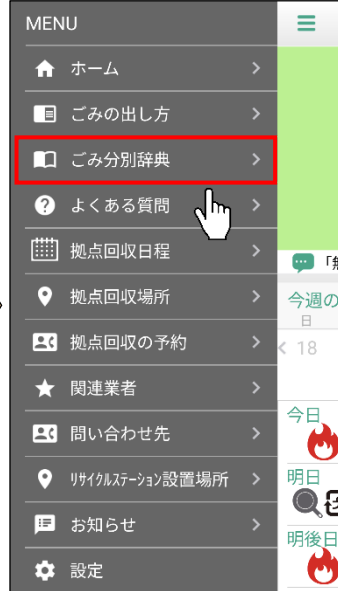 MENU
ホーム
ごみの出し方
ごみ分別辞典
よくある質問
拠点回収日程
拠点回収場所
拠点回収の予約
関連業者
問い合わせ先
ﾘｻｲｸﾙｽﾃｰｼｮﾝ設置場所
お知らせ
設定
今週の
日
18
今日
明日
明後日